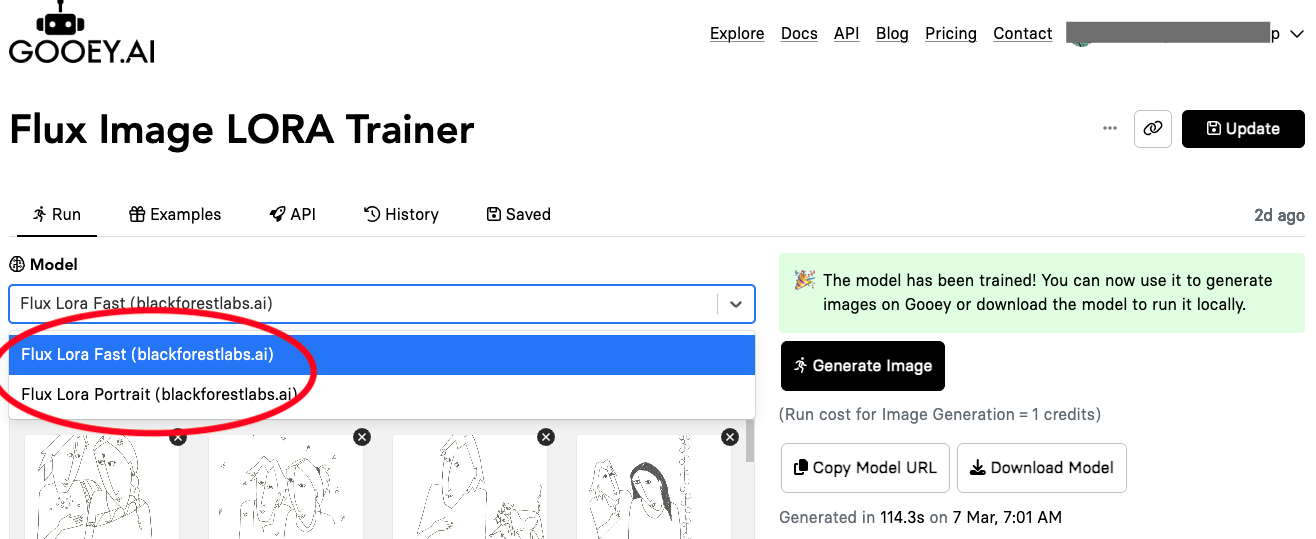 GOOEY.AI
Explore Docs API Blog Pricing Contact p
Flux Image LORA Trainer
Update
Run Examples API History Saved
2d ago
Model
Flux Lora Fast (blackforestlabs.ai)
Flux Lora Fast (blackforestlabs.ai)
Flux Lora Portrait (blackforestlabs.ai)
The model has been trained! You can now use it to generate
images on Gooey or download the model to run it locally.
Generate Image
(Run cost for Image Generation = 1 credits)
Copy Model URL Download Model
Generated in 114.3s on 7 Mar, 7:01 AM